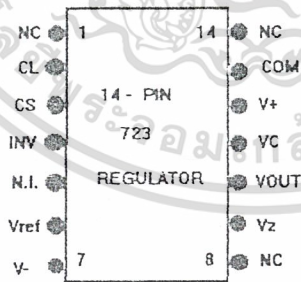 NC 1 14 NC
CL COM
14 - PIN
CS V+
INV 723 VC
N.I. REGULATOR VOUT
Vref Vz
V- 7 8 NC